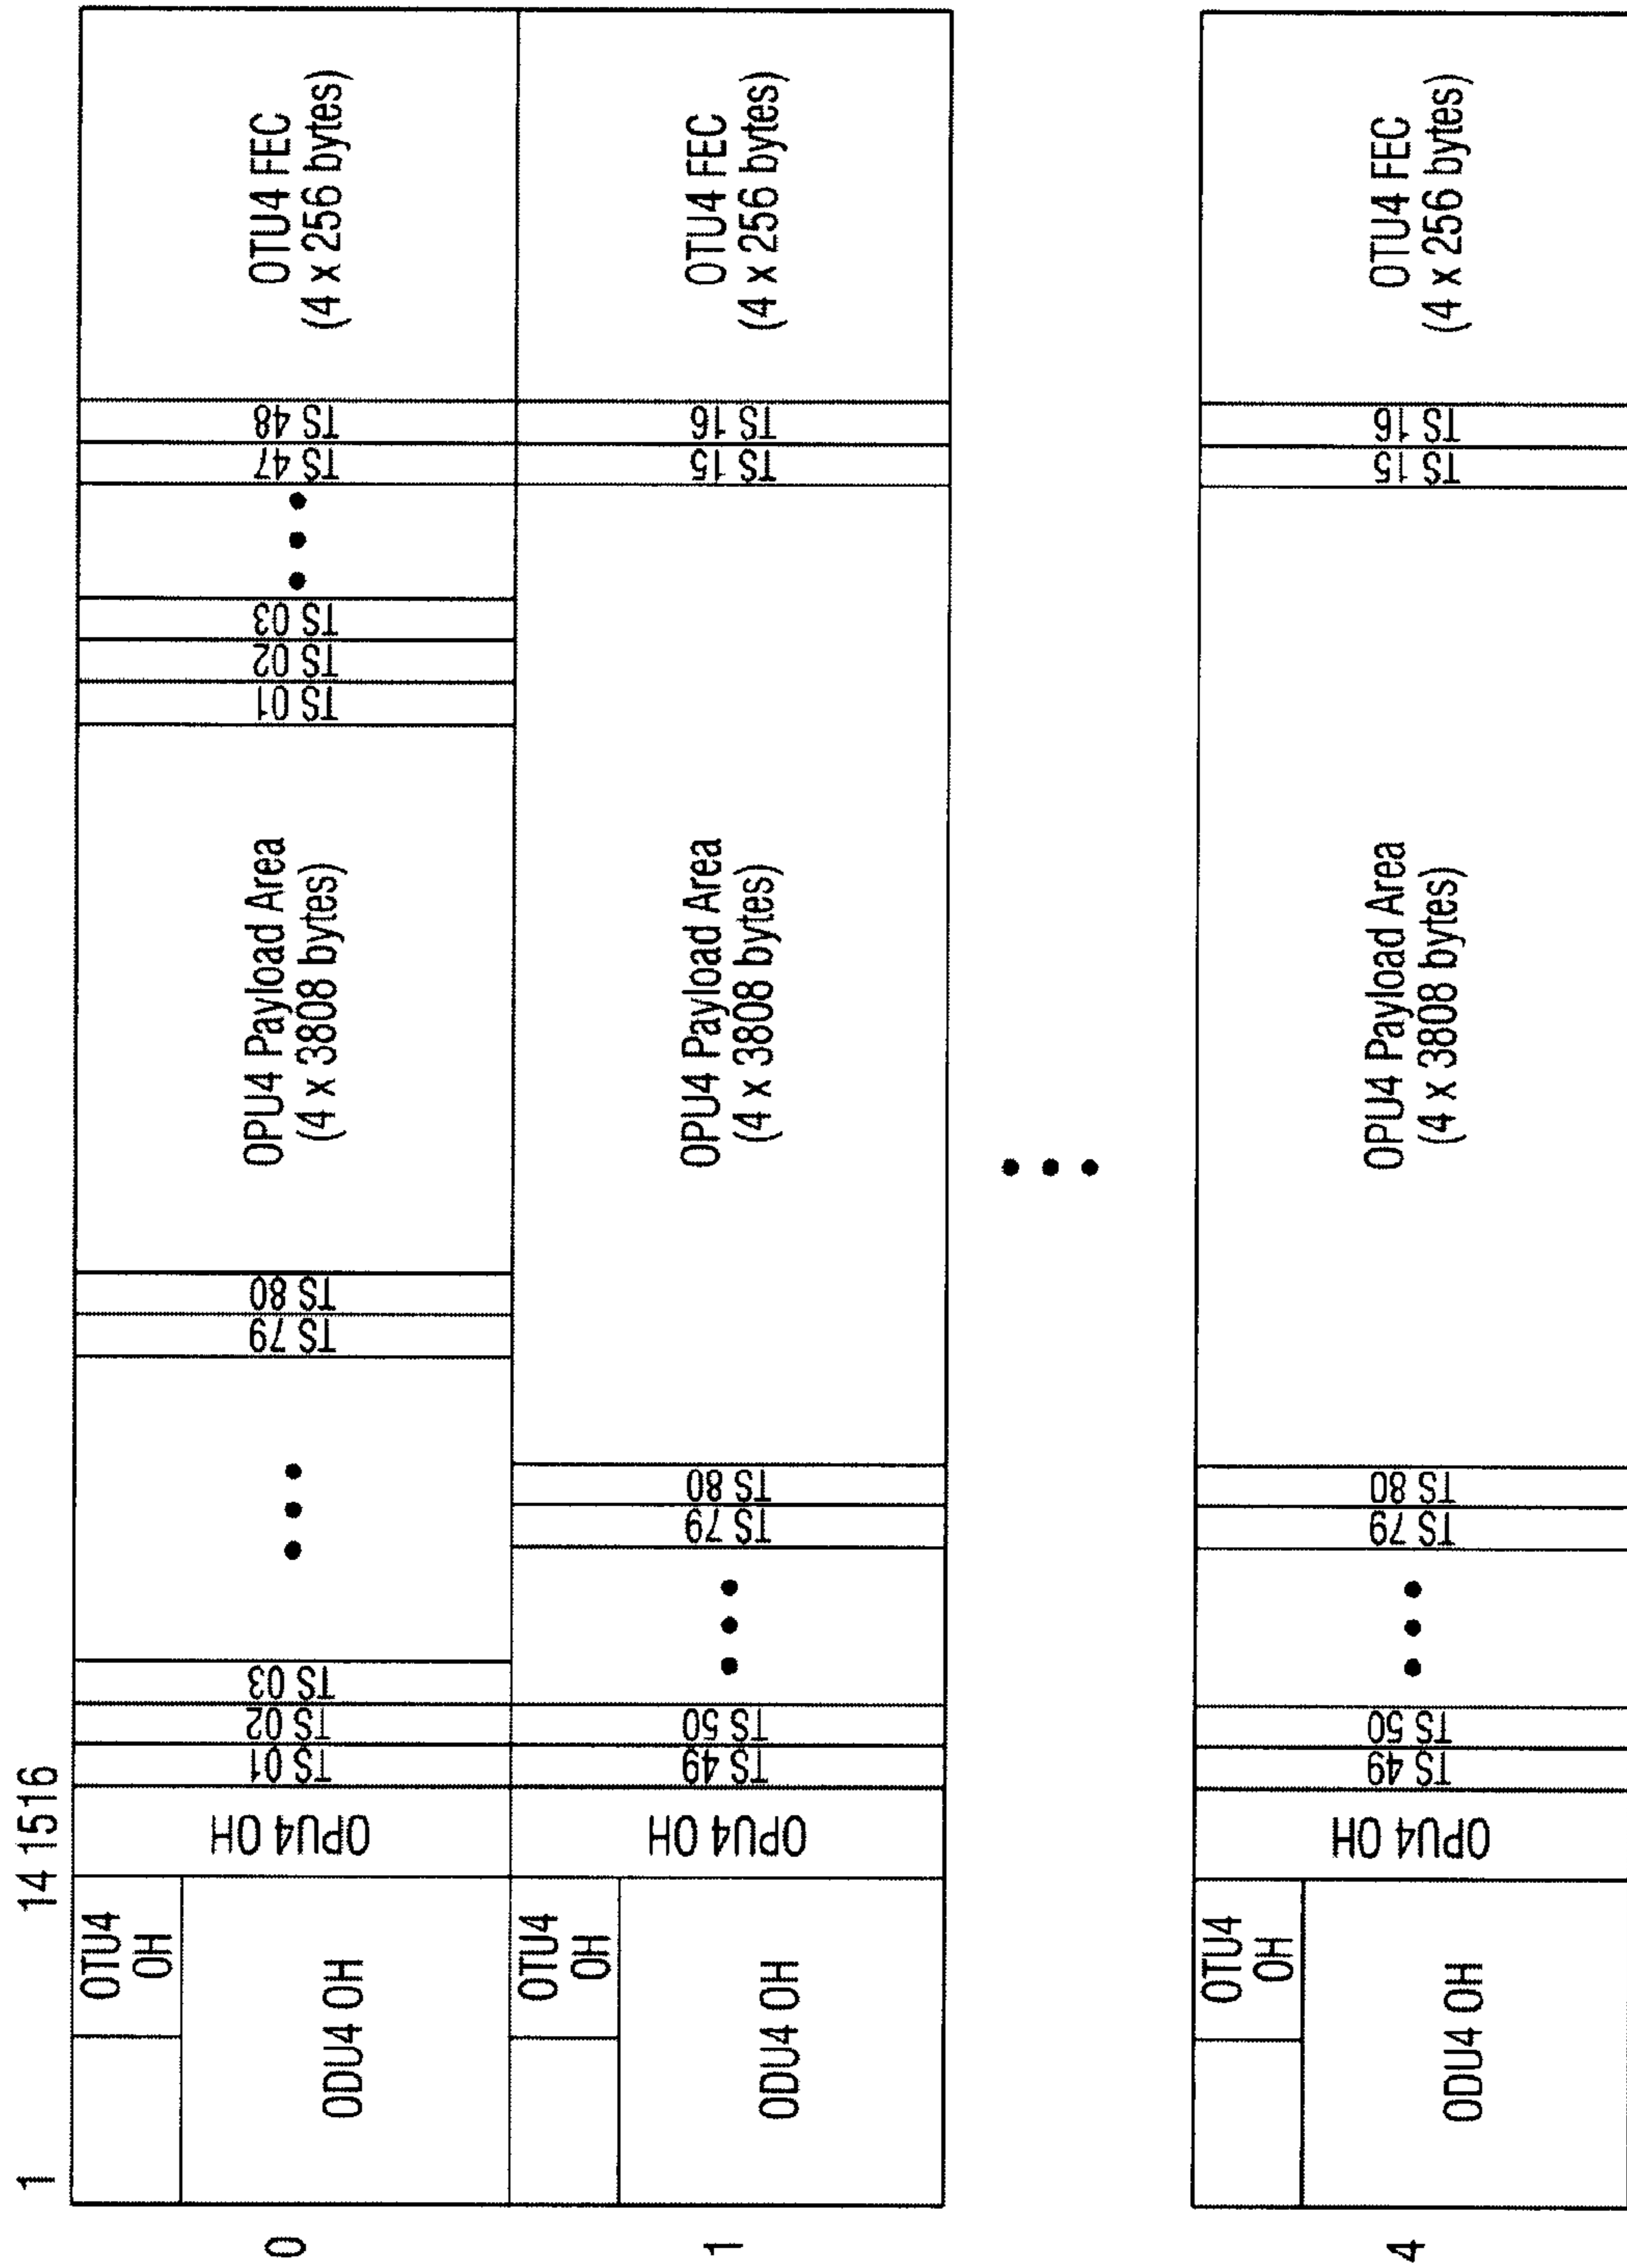 1
14 15 16
0
OTU4
OH
ODU4 OH
OPU4 OH
TS 01
TS 02
TS 03
TS 79
TS 80
OPU4 Payload Area
(4 x 3808 bytes)
TS 01
TS 02
TS 03
TS 47
TS 48
OTU4 FEC
(4 x 256 bytes)
1
OTU4
OH
ODU4 OH
OPU4 OH
TS 49
TS 50
TS 79
TS 80
OPU4 Payload Area
(4 x 3808 bytes)
TS 15
TS 16
OTU4 FEC
(4 x 256 bytes)
4
OTU4
OH
ODU4 OH
OPU4 OH
TS 49
TS 50
TS 79
TS 80
OPU4 Payload Area
(4 x 3808 bytes)
TS 15
TS 16
OTU4 FEC
(4 x 256 bytes)